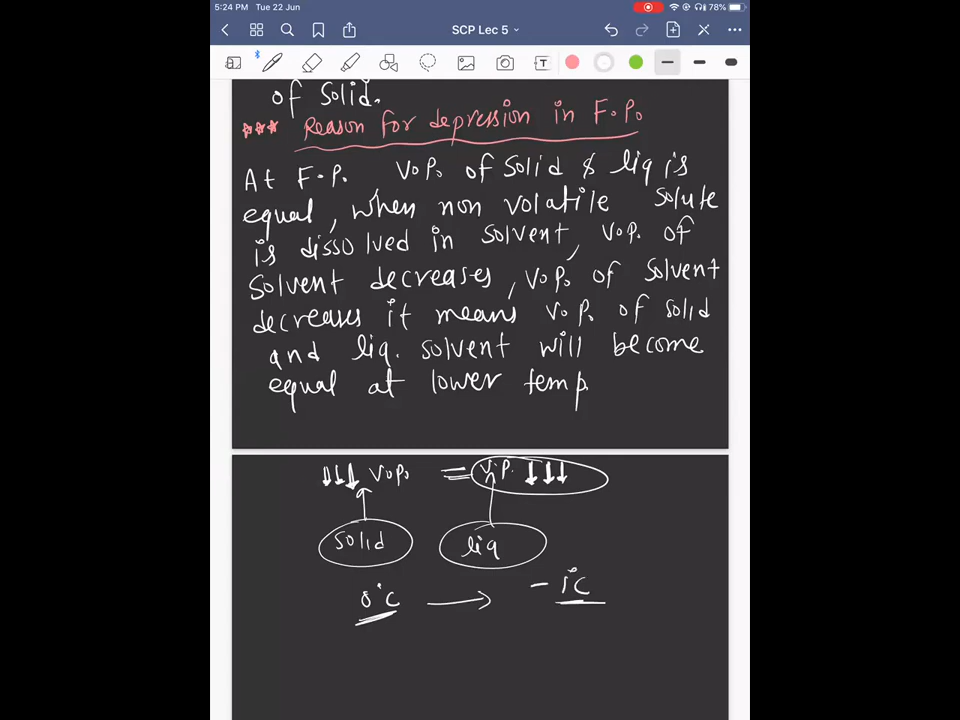 5:24 PM Tue 22 Jun
78%
SCP Lec 5
of Solid.
*** Reason for depression in F.P.
At F.P. V.P. of Solid & liq is
equal, when non volatile solute
is dissolved in solvent, V.P. of
solvent decreases, V.P. of solvent
decreases it means V.P. of solid
and liq. solvent will become
equal at lower temp.
↓↓↓ V.P. = V.P. ↓↓↓
Solid liq
0°C → -1°C